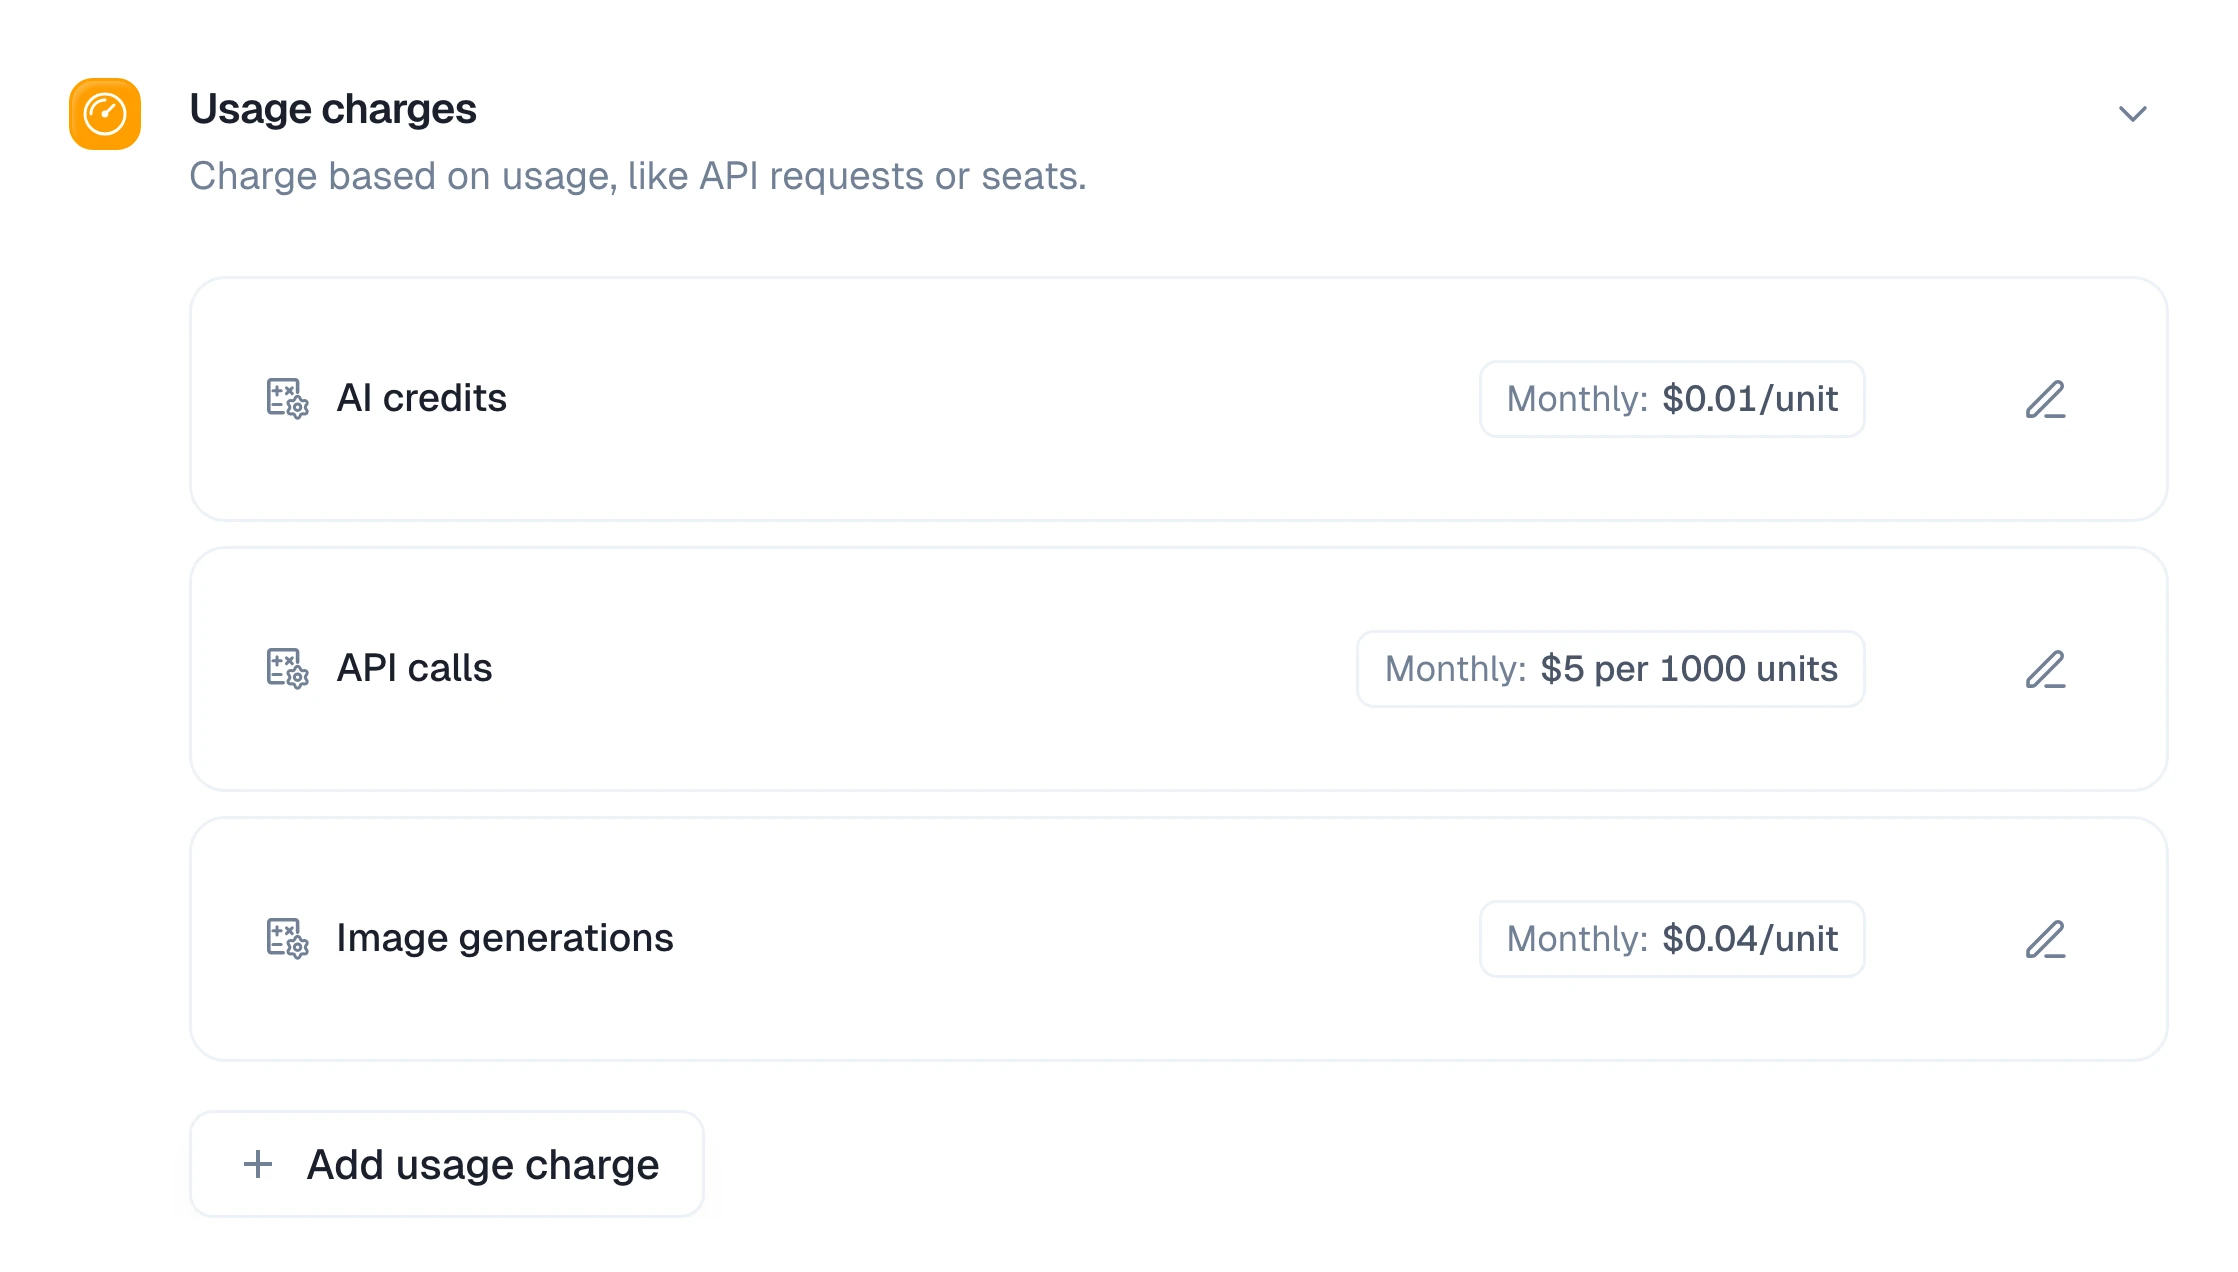 Usage charges
Charge based on usage, like API requests or seats.
AI credits
Monthly: $0.01/unit
API calls
Monthly: $5 per 1000 units
Image generations
Monthly: $0.04/unit
Add usage charge